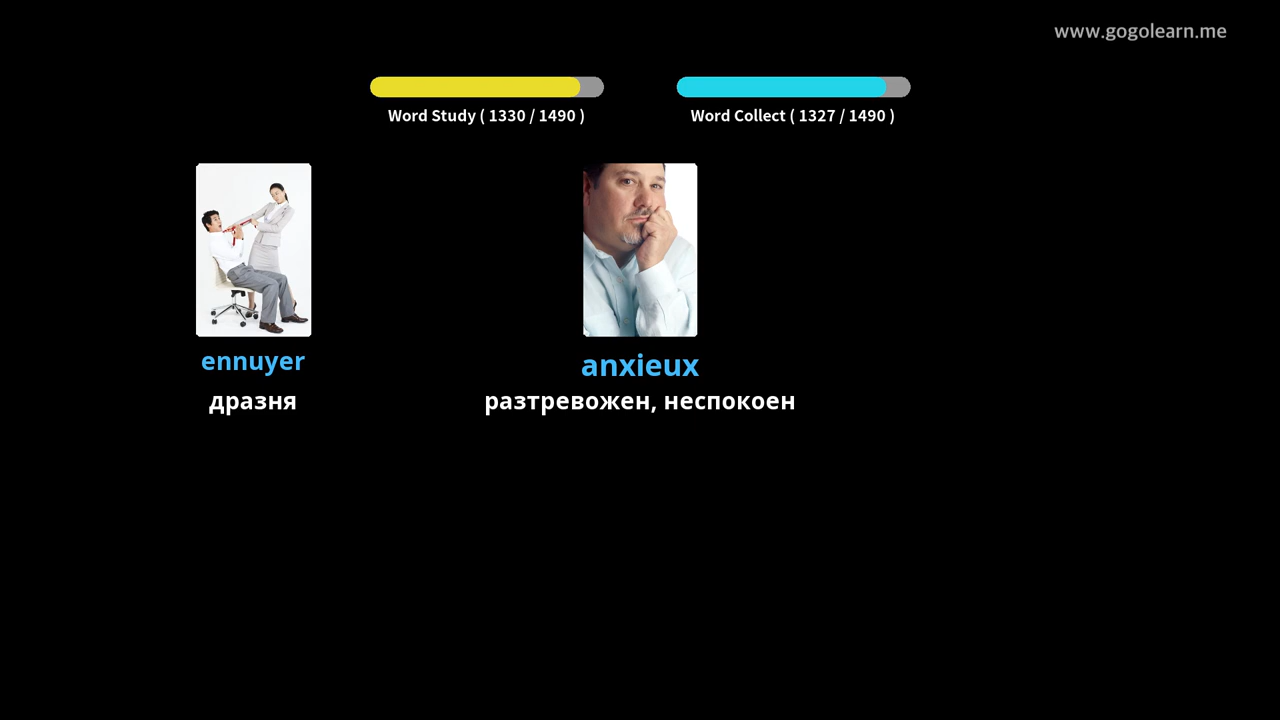 www.gogolearn.me
Word Study ( 1330 / 1490 )
Word Collect ( 1327 / 1490 )
ennuyer
дразня
anxieux
разтревожен, неспокоен